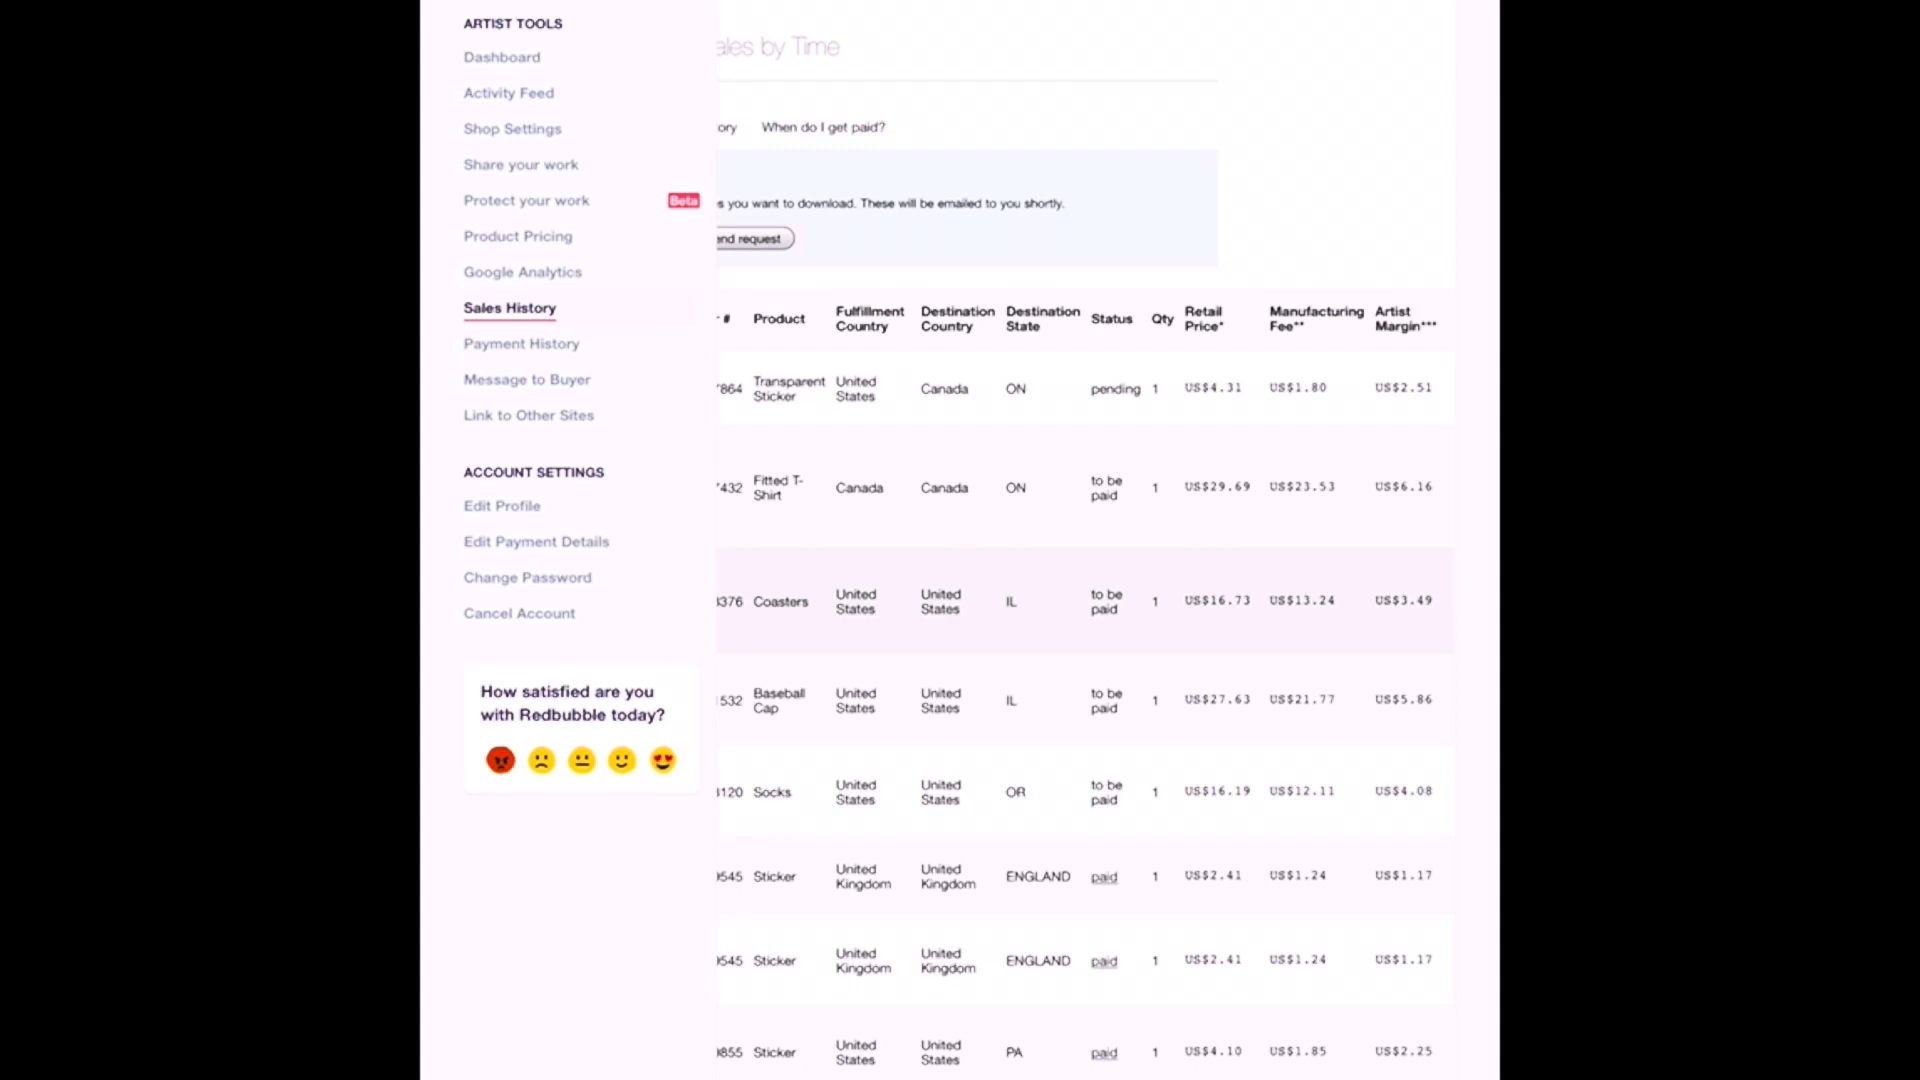 ARTIST TOOLS
Dashboard
Activity Feed
Shop Settings
Share your work
Protect your work Beta
Product Pricing
Google Analytics
Sales History
Payment History
Message to Buyer
Link to Other Sites
ACCOUNT SETTINGS
Edit Profile
Edit Payment Details
Change Password
Cancel Account
How satisfied are you
with Redbubble today?
ales by Time
ory When do I get paid?
s you want to download. These will be emailed to you shortly.
end request
# Product Fulfillment Country Destination Country Destination State Status Qty Retail Price* Manufacturing Fee** Artist Margin***
7864 Transparent Sticker United States Canada ON pending 1 US$4.31 US$1.80 US$2.51
432 Fitted T-Shirt Canada Canada ON to be paid 1 US$29.69 US$23.53 US$6.16
376 Coasters United States United States IL to be paid 1 US$16.73 US$13.24 US$3.49
532 Baseball Cap United States United States IL to be paid 1 US$27.63 US$21.77 US$5.86
120 Socks United States United States OR to be paid 1 US$16.19 US$12.11 US$4.08
545 Sticker United Kingdom United Kingdom ENGLAND paid 1 US$2.41 US$1.24 US$1.17
545 Sticker United Kingdom United Kingdom ENGLAND paid 1 US$2.41 US$1.24 US$1.17
855 Sticker United States United States PA paid 1 US$4.10 US$1.85 US$2.25